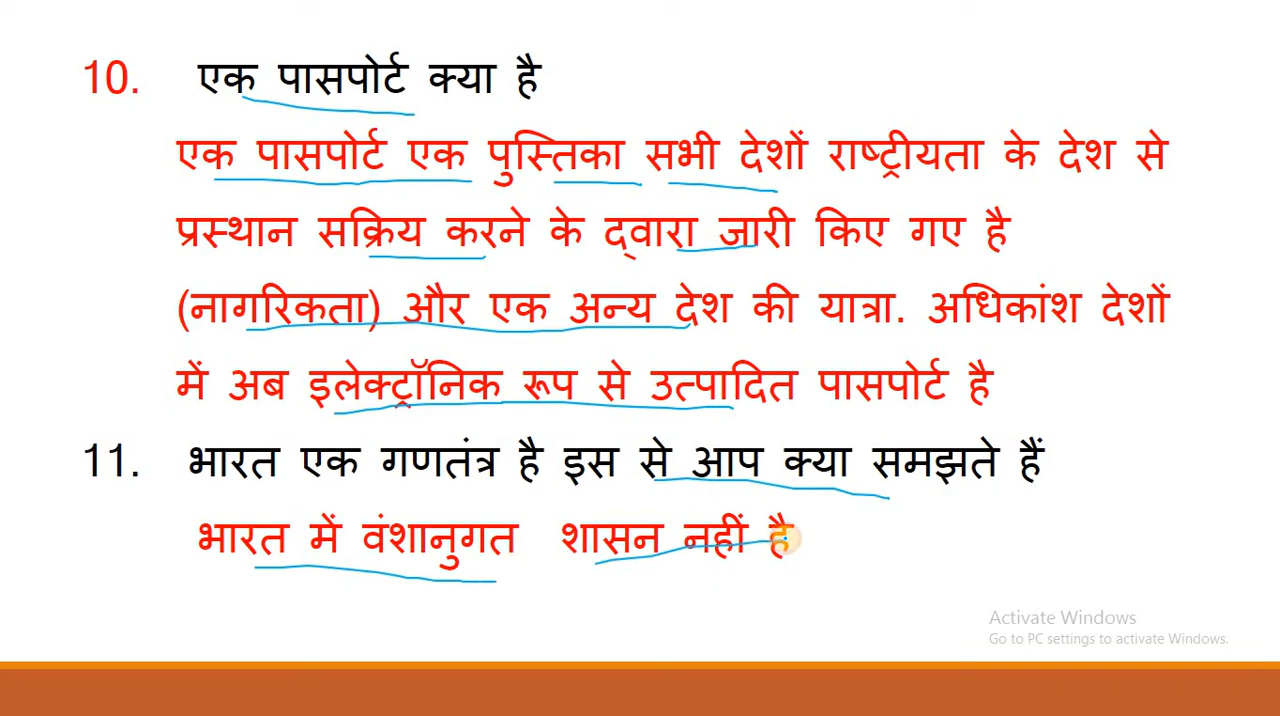 10. एक पासपोर्ट क्या है
एक पासपोर्ट एक पुस्तिका सभी देशों राष्ट्रीयता के देश से
प्रस्थान सक्रिय करने के द्वारा जारी किए गए है
(नागरिकता) और एक अन्य देश की यात्रा. अधिकांश देशों
में अब इलेक्ट्रॉनिक रूप से उत्पादित पासपोर्ट है
11. भारत एक गणतंत्र है इस से आप क्या समझते हैं
भारत में वंशानुगत शासन नहीं है
Activate Windows
Go to PC settings to activate Windows.